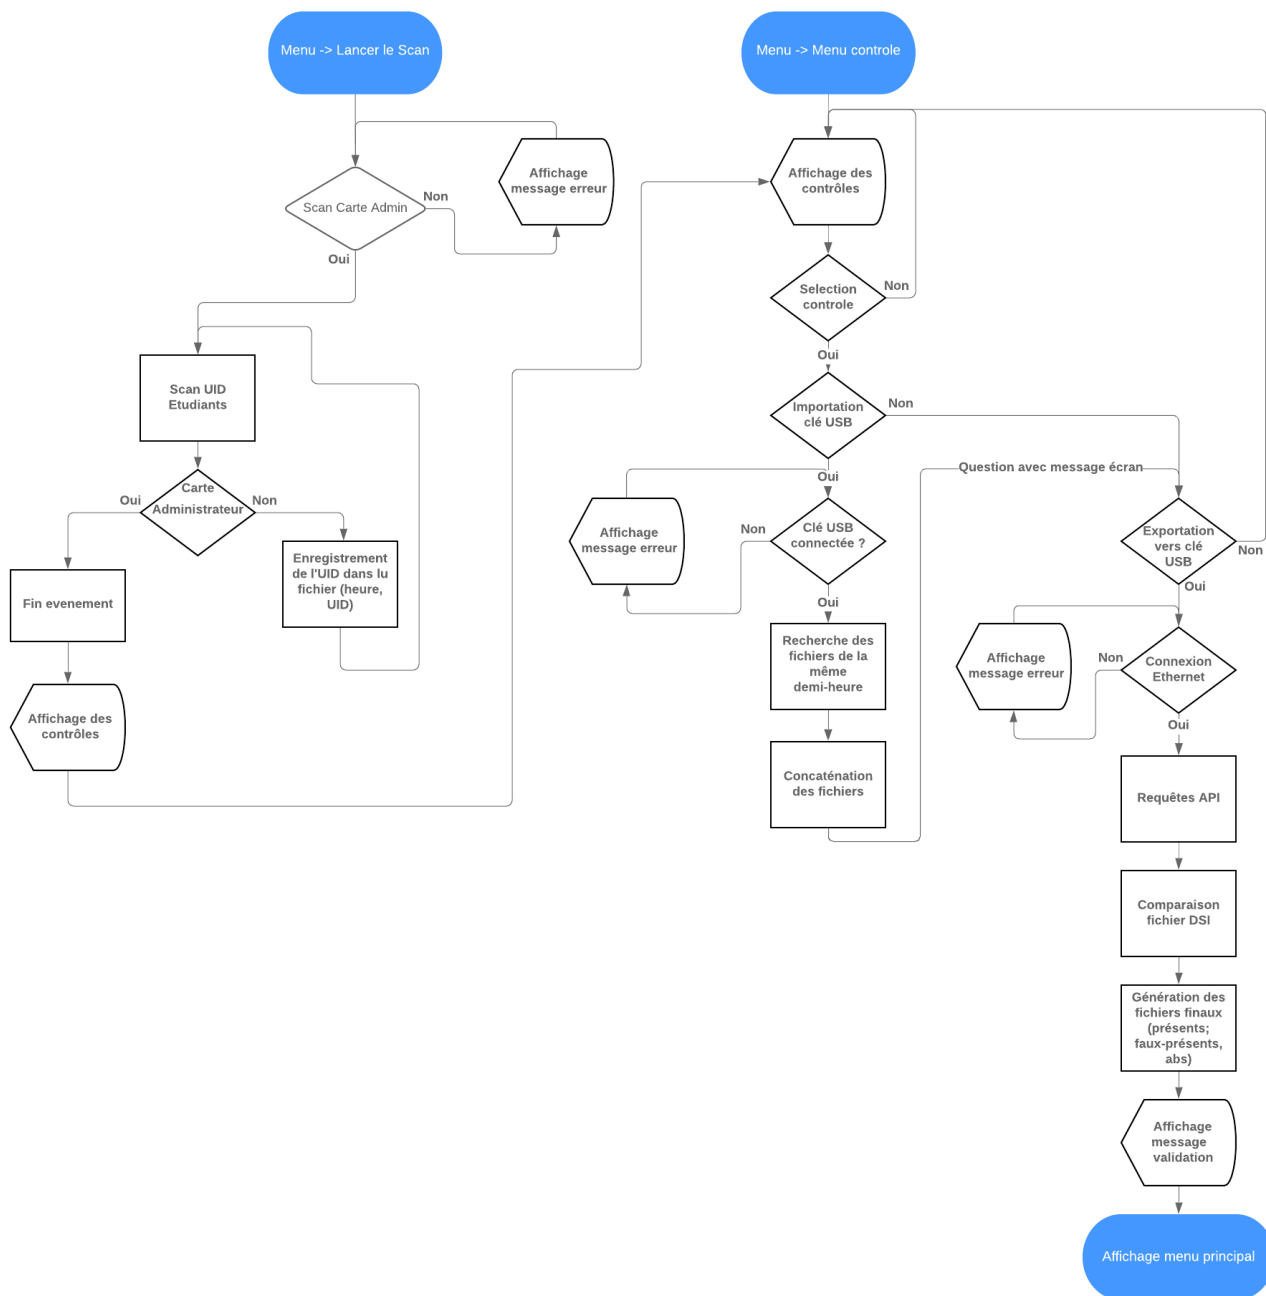 Menu -> Lancer le Scan
Menu -> Menu controle
Affichage
message erreur
Affichage des
contrôles
Scan Carte Admin
Non
Oui
Selection
controle
Non
Oui
Scan UID
Etudiants
Importation
clé USB
Non
Oui
Question avec message écran
Carte
Administrateur
Oui
Non
Affichage
message erreur
Non
Clé USB
connectée ?
Exportation
vers clé
USB
Non
Oui
Enregistrement
de l'UID dans lu
fichier (heure,
UID)
Fin evenement
Oui
Recherche des
fichiers de la
même
demi-heure
Affichage
message erreur
Non
Connexion
Ethernet
Oui
Affichage des
contrôles
Concaténation
des fichiers
Requêtes API
Comparaison
fichier DSI
Génération des
fichiers finaux
(présents;
faux-présents,
abs)
Affichage
message
validation
Affichage menu principal